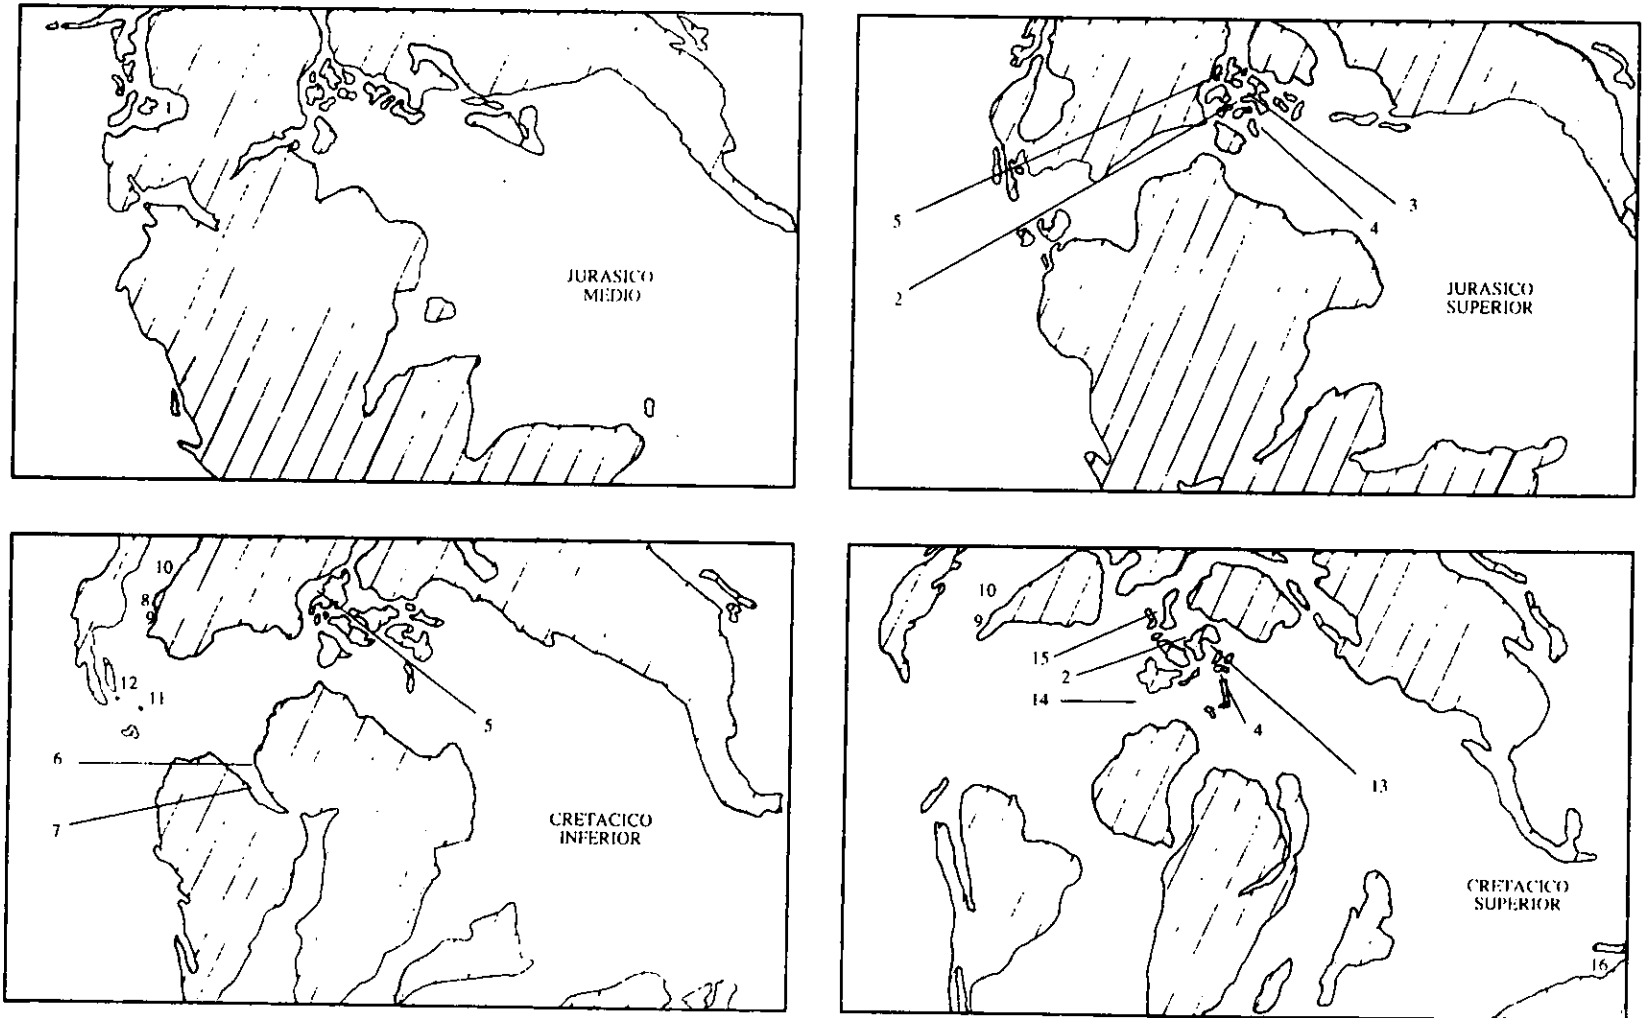 1
JURASICO
MEDIO
5
2
3
4
JURASICO
SUPERIOR
10
8
9
12
11
6
7
5
CRETACICO
INFERIOR
10
9
15
2
14
4
13
CRETACICO
SUPERIOR
16